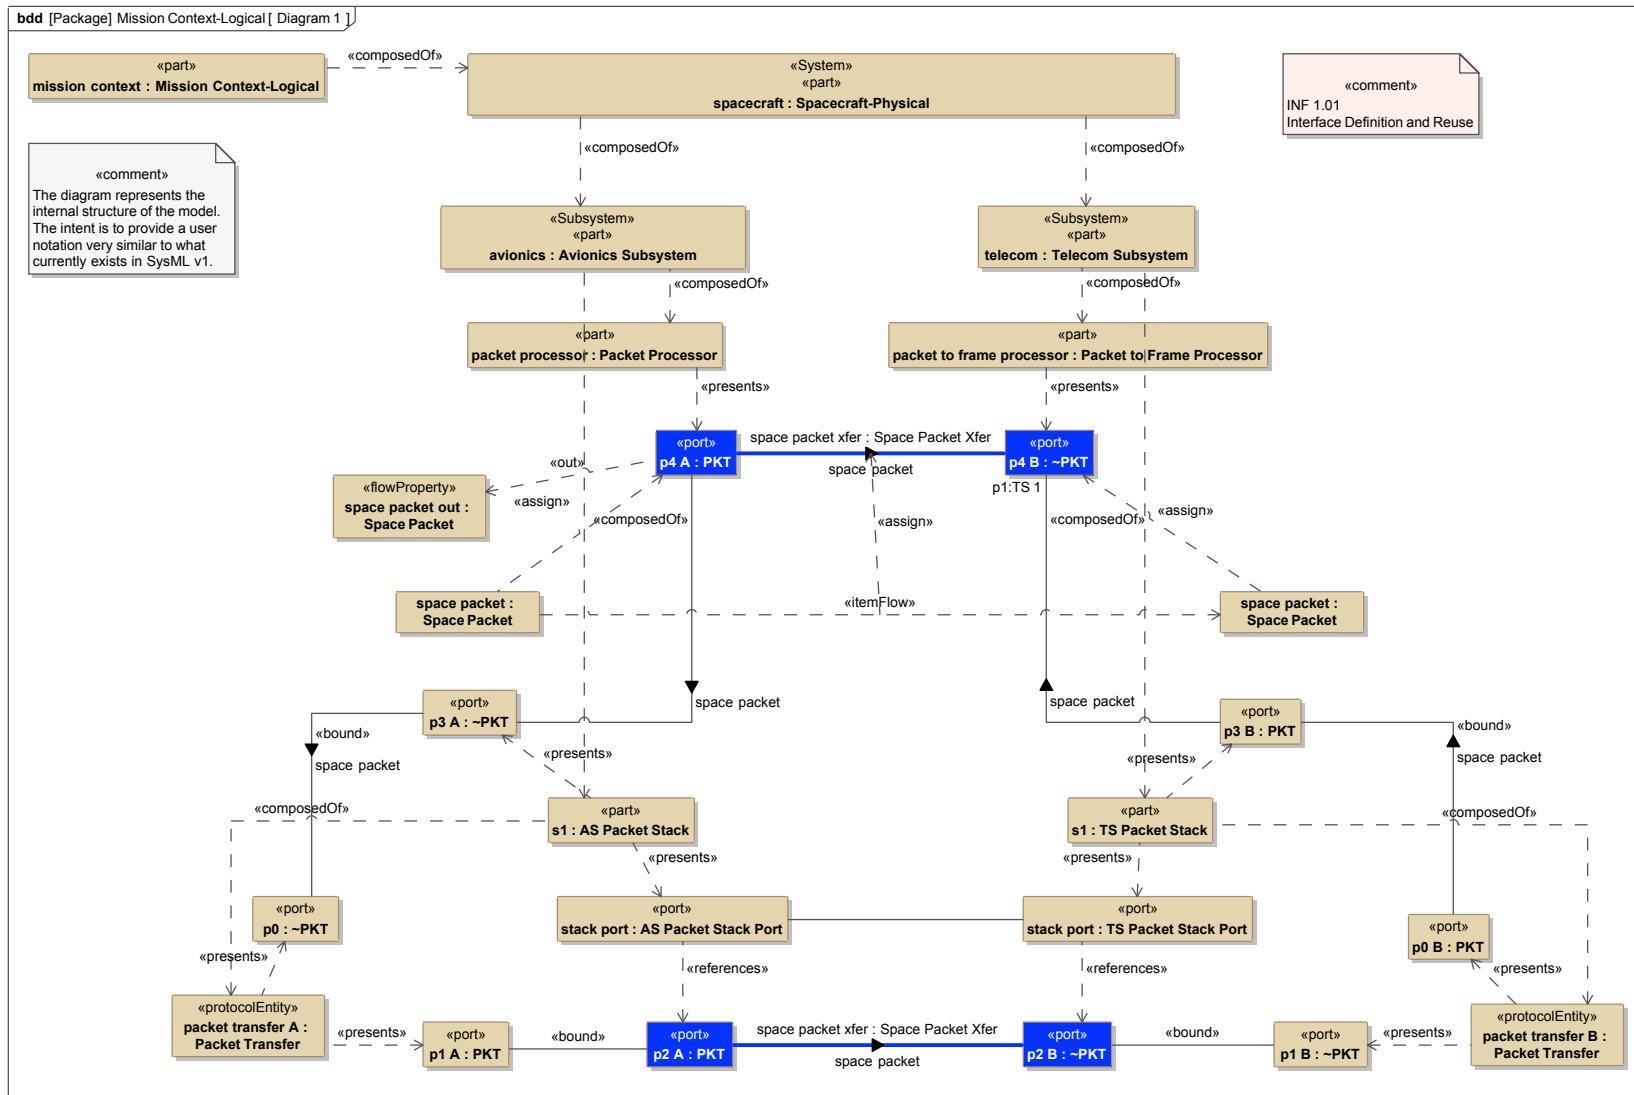 bdd [Package] Mission Context-Logical [ Diagram 1 ]
«part»
mission context : Mission Context-Logical
«composedOf»
«System»
«part»
spacecraft : Spacecraft-Physical
«comment»
INF 1.01
Interface Definition and Reuse
«comment»
The diagram represents the
internal structure of the model.
The intent is to provide a user
notation very similar to what
currently exists in SysML v1.
«composedOf»
«composedOf»
«Subsystem»
«part»
avionics : Avionics Subsystem
«Subsystem»
«part»
telecom : Telecom Subsystem
«composedOf»
«composedOf»
«part»
packet processor : Packet Processor
«part»
packet to frame processor : Packet to Frame Processor
«presents»
«presents»
«port»
p4 A : PKT
space packet xfer : Space Packet Xfer
space packet
«port»
p4 B : ~PKT
p1:TS 1
«out»
«flowProperty»
space packet out :
Space Packet
«assign»
«composedOf»
«assign»
«composedOf»
«assign»
space packet :
Space Packet
«itemFlow»
space packet :
Space Packet
«port»
p3 A : ~PKT
space packet
space packet
«port»
p3 B : PKT
«bound»
space packet
«presents»
«presents»
«bound»
space packet
«composedOf»
«part»
s1 : AS Packet Stack
«part»
s1 : TS Packet Stack
«composedOf»
«presents»
«presents»
«port»
p0 : ~PKT
«port»
stack port : AS Packet Stack Port
«port»
stack port : TS Packet Stack Port
«port»
p0 B : PKT
«presents»
«references»
«references»
«presents»
«protocolEntity»
packet transfer A :
Packet Transfer
«presents»
«port»
p1 A : PKT
«bound»
«port»
p2 A : PKT
space packet xfer : Space Packet Xfer
space packet
«port»
p2 B : ~PKT
«bound»
«port»
p1 B : ~PKT
«presents»
«protocolEntity»
packet transfer B :
Packet Transfer